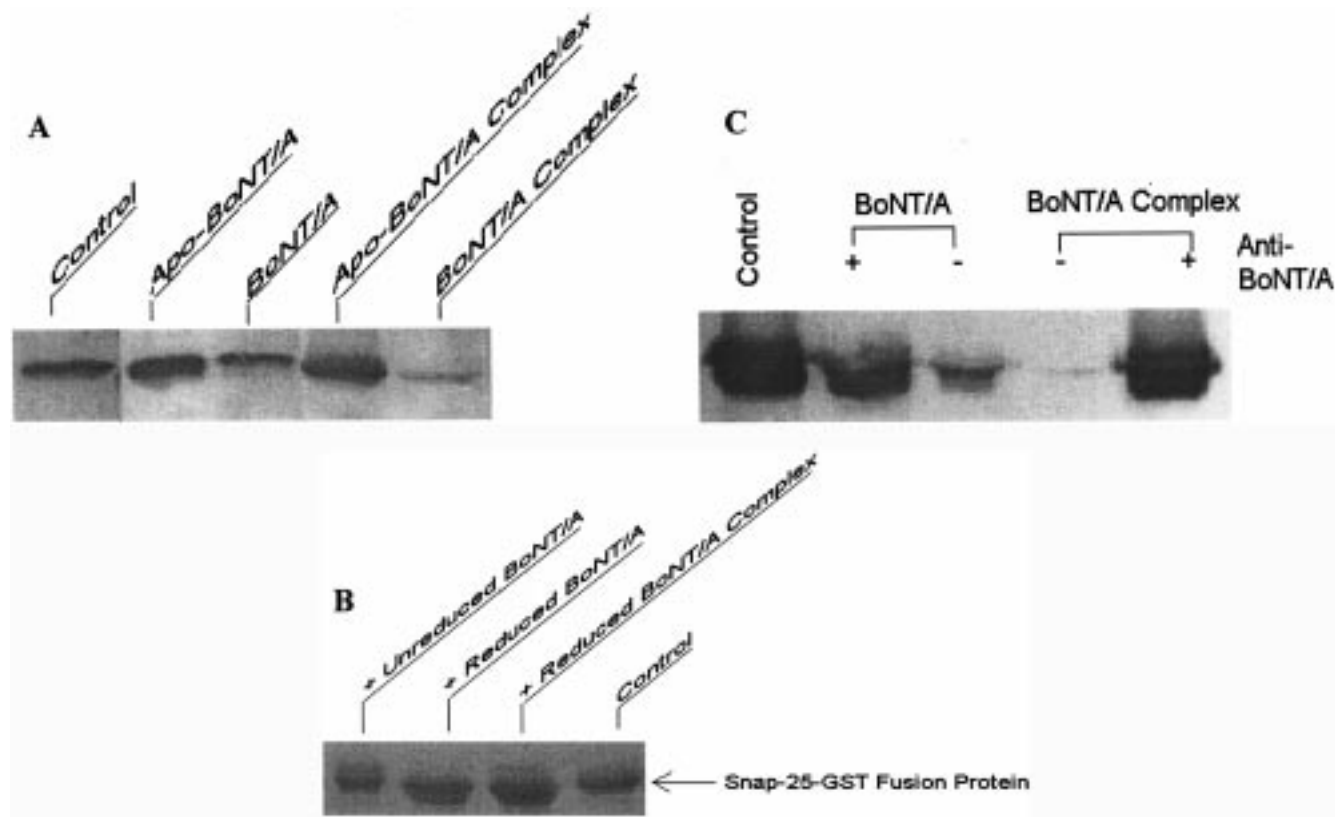 A
Control
Apo-BoNT/A
BoNT/A
Apo-BoNT/A Complex
BoNT/A Complex
C
Control
BoNT/A
BoNT/A Complex
+ - - +
Anti-
BoNT/A
B
+ Unreduced BoNT/A
+ Reduced BoNT/A
+ Reduced BoNT/A Complex
Control
Snap-25-GST Fusion Protein